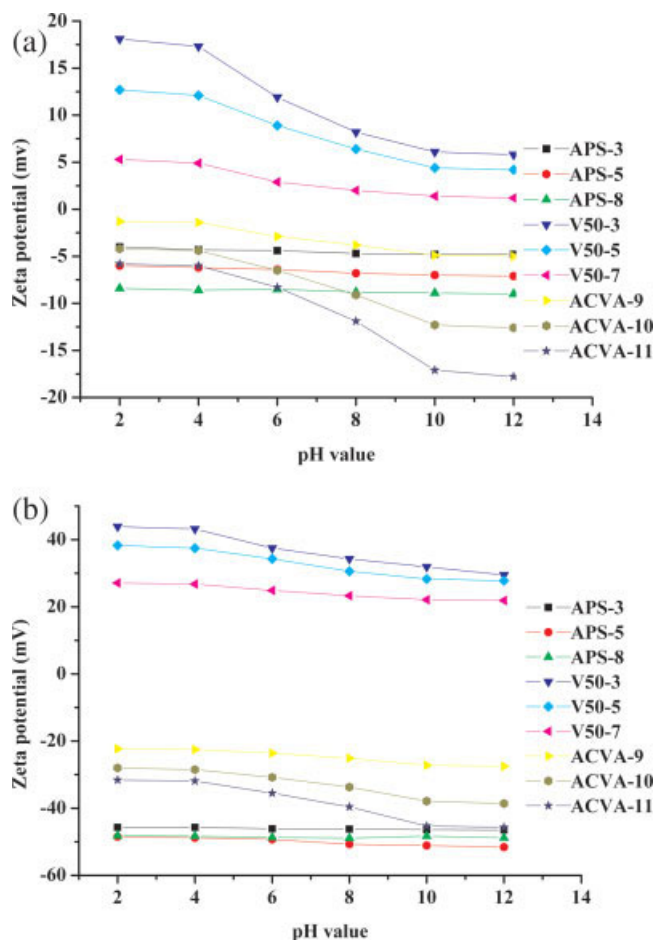 (a)
20
15
10
5
0
-5
-10
-15
-20
Zeta potential (mv)
2 4 6 8 10 12 14
pH value
APS-3
APS-5
APS-8
V50-3
V50-5
V50-7
ACVA-9
ACVA-10
ACVA-11
(b)
40
20
0
-20
-40
-60
Zeta potential (mV)
2 4 6 8 10 12 14
pH value
APS-3
APS-5
APS-8
V50-3
V50-5
V50-7
ACVA-9
ACVA-10
ACVA-11